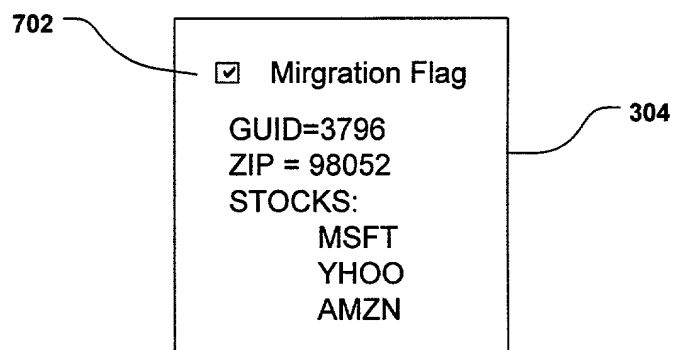 702
Mirgration Flag
304
GUID=3796
ZIP = 98052
STOCKS:
MSFT
YHOO
AMZN